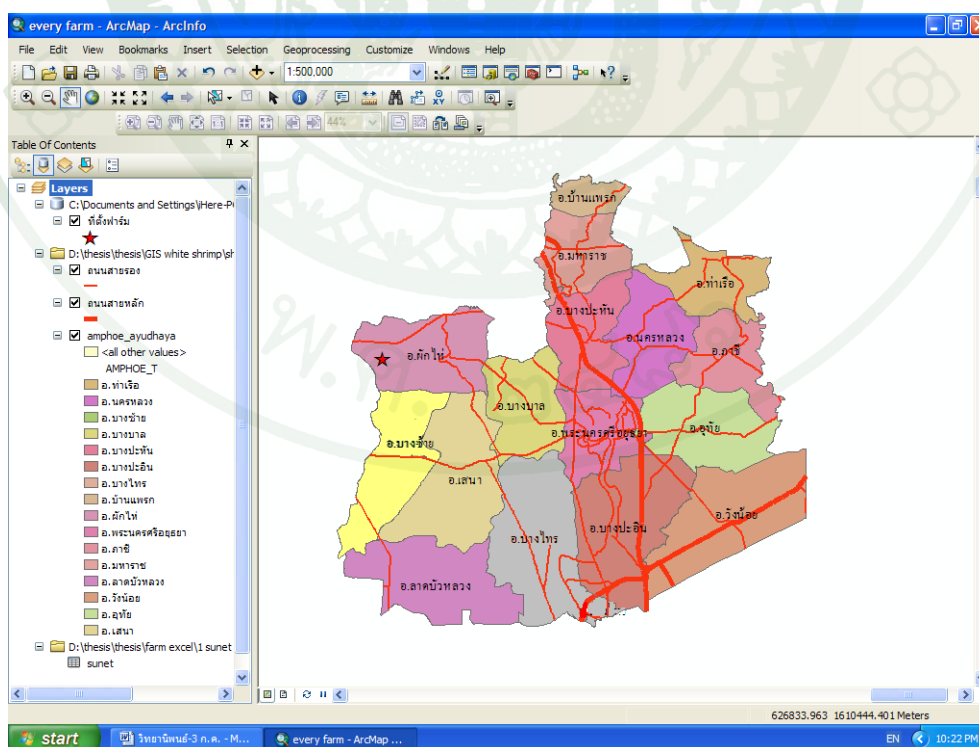 every farm - ArcMap - ArcInfo
File Edit View Bookmarks Insert Selection Geoprocessing Customize Windows Help
1:500,000
44%
Table Of Contents
Layers
C:\Documents and Settings\iHere-P
ที่ตั้งฟาร์ม
D:\thesis\thesis\GIS white shrimp\sh
ถนนสายรอง
ถนนสายหลัก
amphoe_ayudhaya
<all other values>
AMPHOE_T
อ.ท่าเรือ
อ.นครหลวง
อ.บางซ้าย
อ.บางบาล
อ.บางปะหัน
อ.บางปะอิน
อ.บางไทร
อ.บ้านแพรก
อ.ผักไห่
อ.พระนครศรีอยุธยา
อ.ภาชี
อ.มหาราช
อ.ลาดบัวหลวง
อ.วังน้อย
อ.อุทัย
อ.เสนา
D:\thesis\thesis\farm excel\1 sunet
sunet
อ.บ้านแพรก
อ.มหาราช
อ.ท่าเรือ
อ.บางปะหัน
อ.นครหลวง
อ.ภาชี
อ.ผักไห่
อ.บางบาล
อ.พระนครศรีอยุธยา
อ.อุทัย
อ.บางซ้าย
อ.เสนา
อ.วังน้อย
อ.บางปะอิน
อ.บางไทร
อ.ลาดบัวหลวง
626833.963 1610444.401 Meters
start วิทยานิพนธ์-3 ก.ค. - M... every farm - ArcMap ... EN 10:22 PM